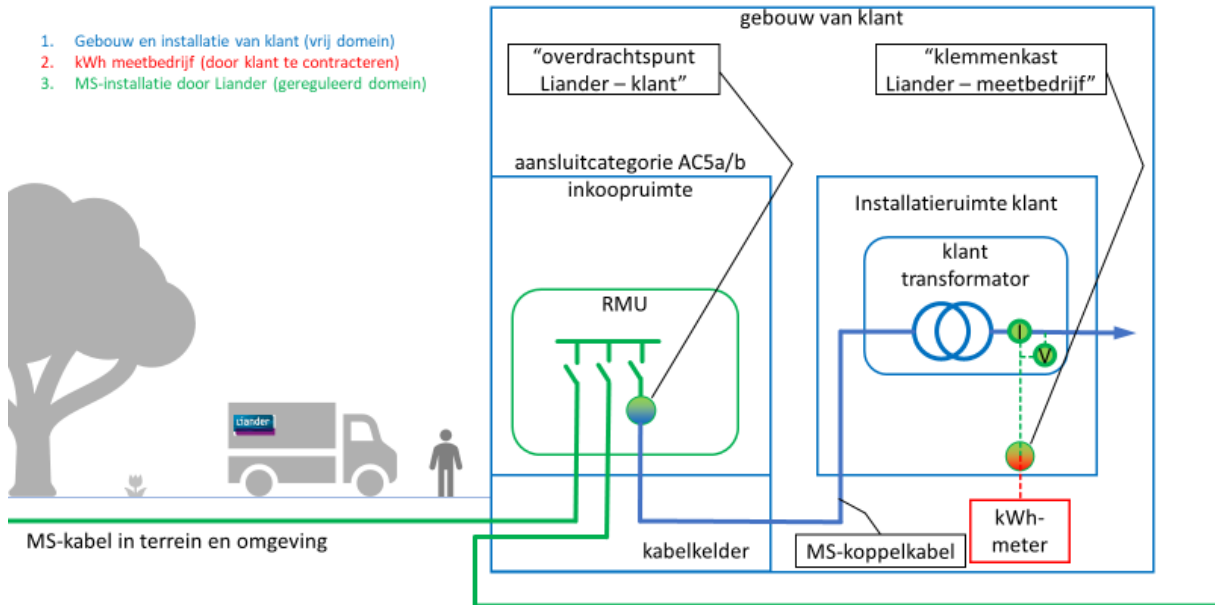 gebouw van klant
1. Gebouw en installatie van klant (vrij domein)
2. kWh meetbedrijf (door klant te contracteren)
3. MS-installatie door Liander (gereguleerd domein)
“overdrachtspunt
Liander – klant”
“klemmenkast
Liander – meetbedrijf”
aansluitcategorie AC5a/b
inkoopruimte
Installatieruimte klant
klant
transformator
RMU
I
V
Liander
MS-kabel in terrein en omgeving
kabelkelder
MS-koppelkabel
kWh-
meter